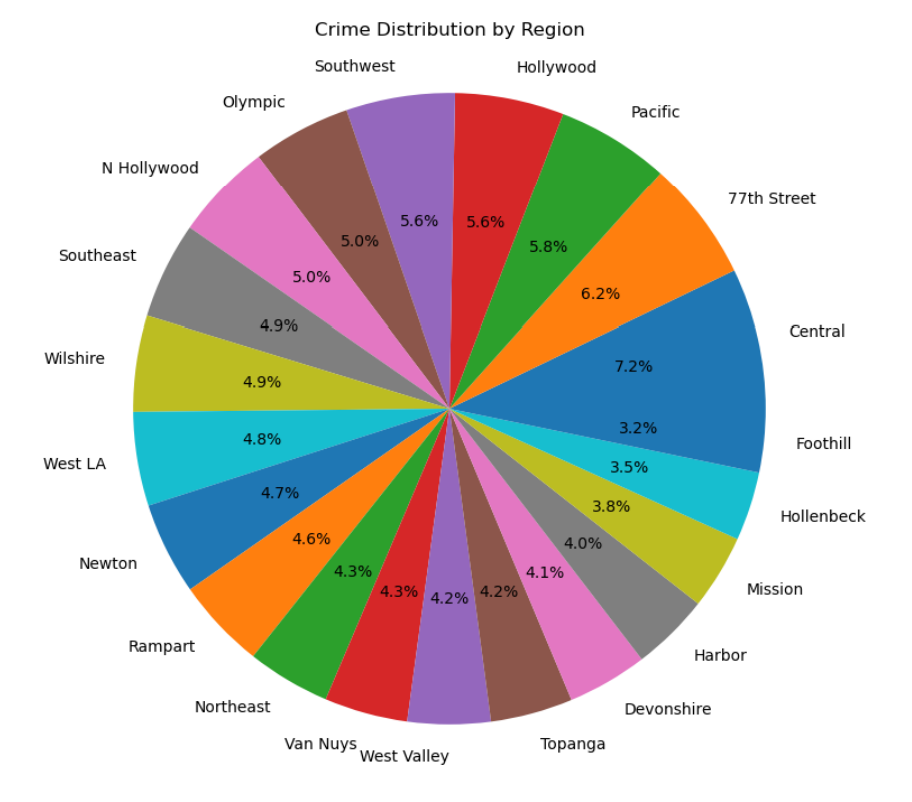 Crime Distribution by Region
Southwest
Hollywood
Olympic
Pacific
N Hollywood
77th Street
5.6%
5.6%
5.0%
5.8%
Southeast
5.0%
6.2%
4.9%
Central
Wilshire
7.2%
4.9%
3.2%
4.8%
Foothill
West LA
3.5%
4.7%
3.8%
Hollenbeck
4.6%
4.0%
Newton
4.3%
4.1%
4.3%
4.2%
4.2%
Mission
Rampart
Harbor
Northeast
Devonshire
Van Nuys
Topanga
West Valley